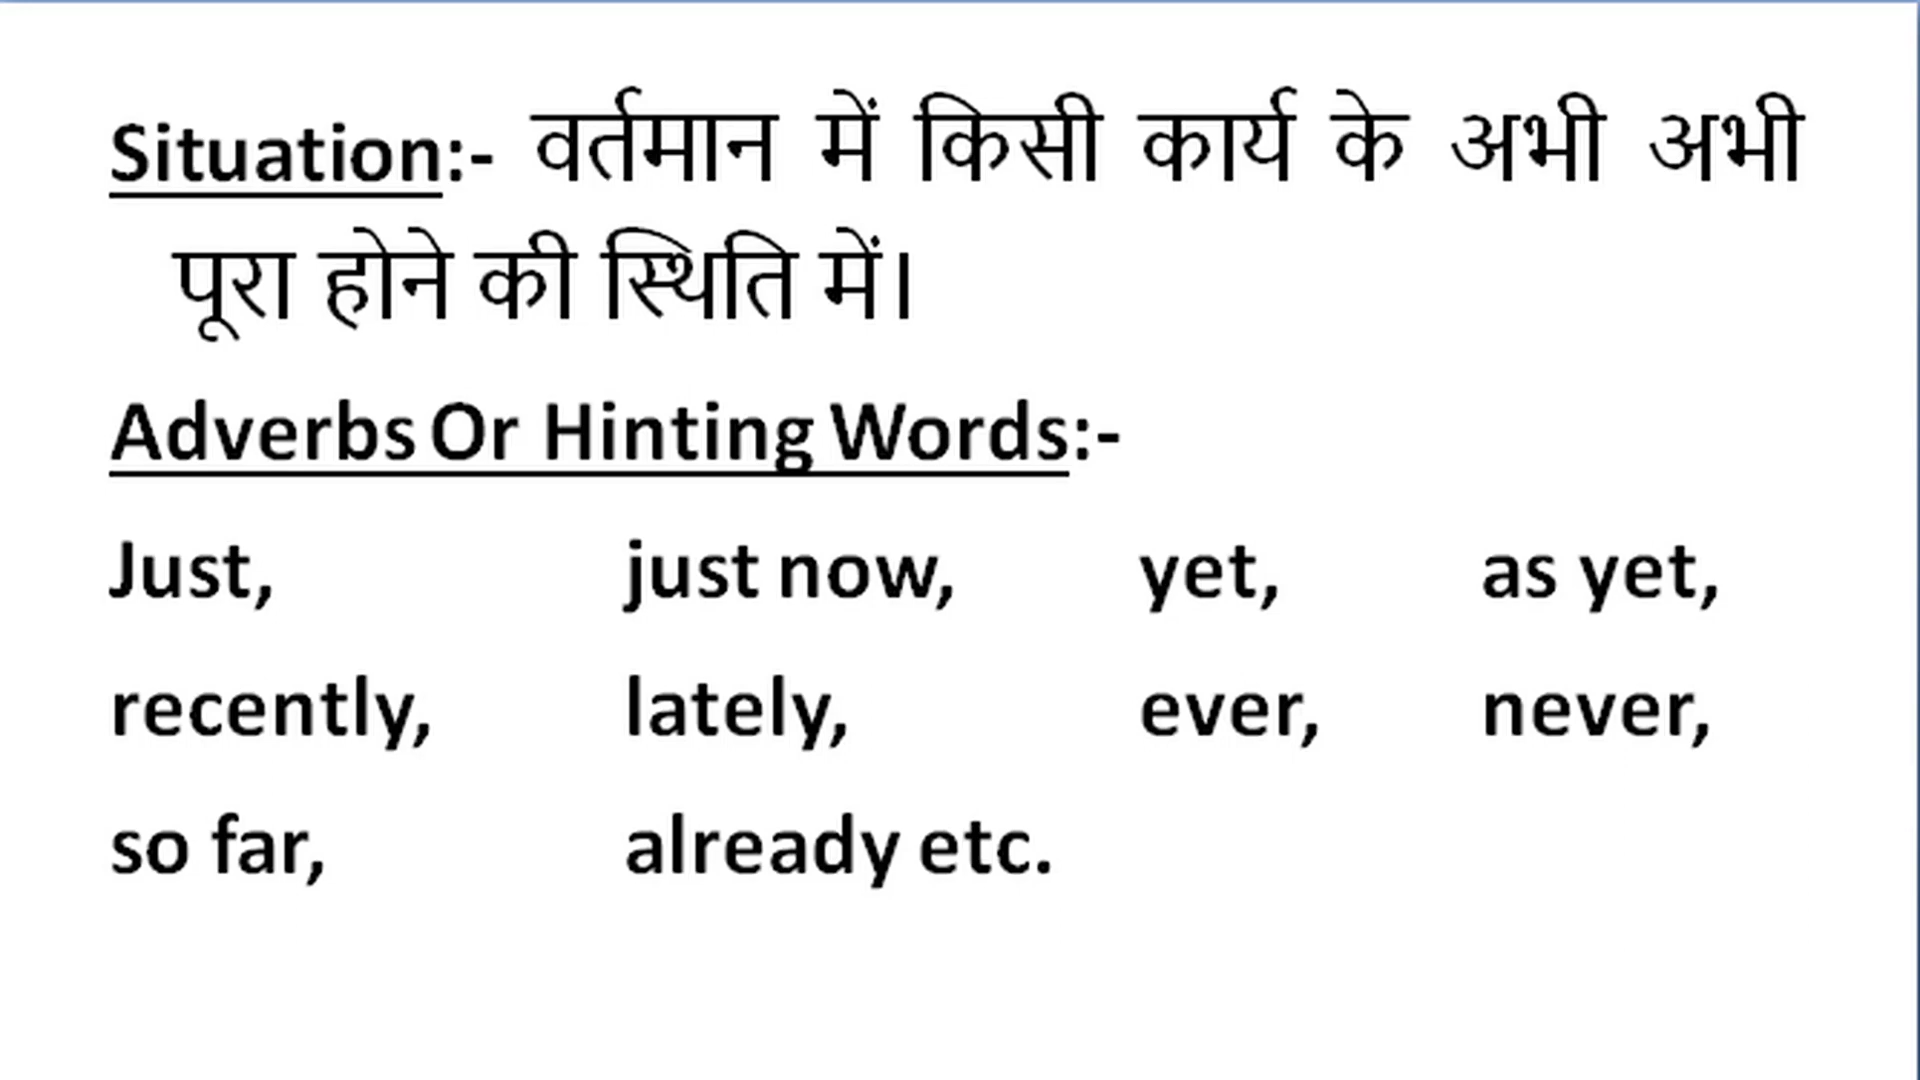 Situation:- वर्तमान में किसी कार्य के अभी अभी
पूरा होने की स्थिति में।
Adverbs Or Hinting Words:-
Just, just now, yet, as yet,
recently, lately, ever, never,
so far, already etc.